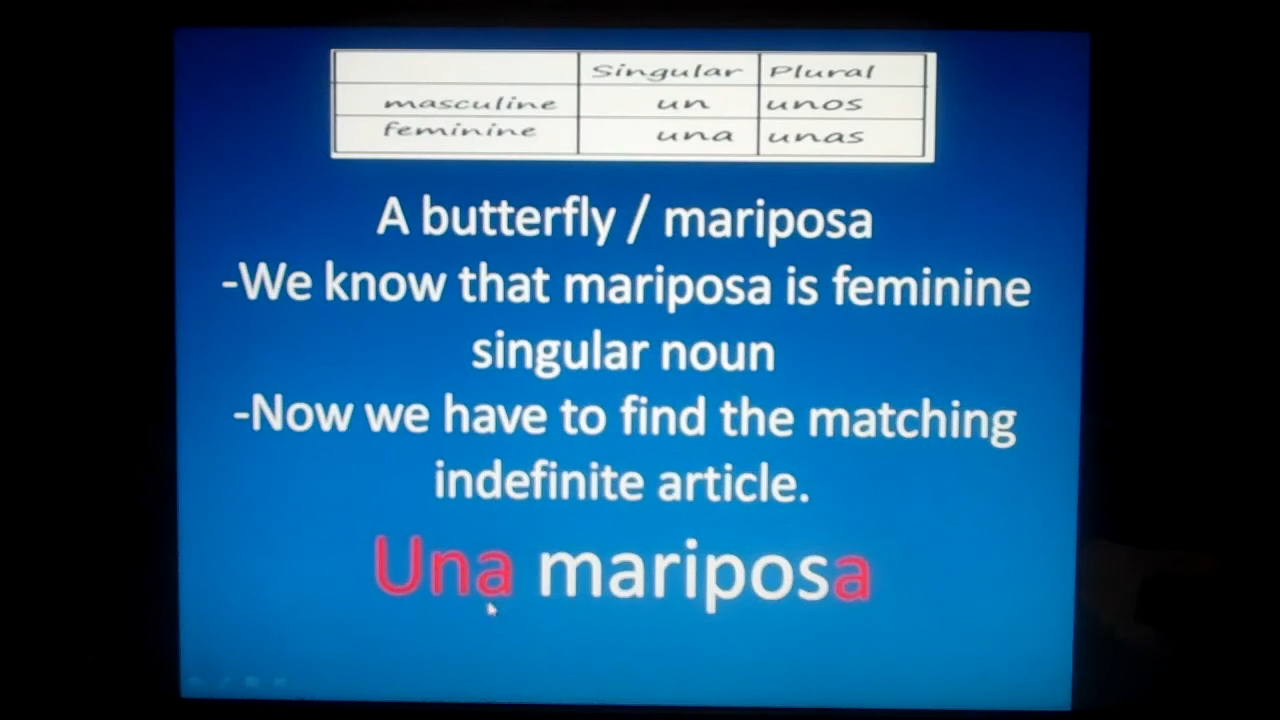 Singular Plural
masculine un unos
feminine una unas
A butterfly / mariposa
-We know that mariposa is feminine
singular noun
-Now we have to find the matching
indefinite article.
Una mariposa